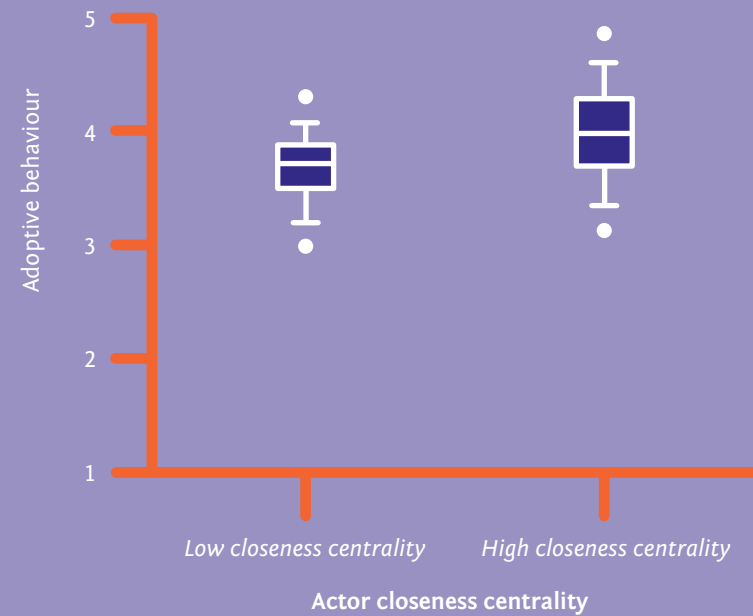 5
4
3
2
1
Adoptive behaviour
Low closeness centrality
High closeness centrality
Actor closeness centrality